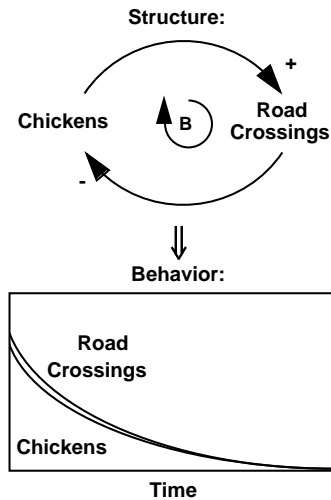 Structure:
+
Chickens
B
Road
Crossings
-
Behavior:
Road
Crossings
Chickens
Time